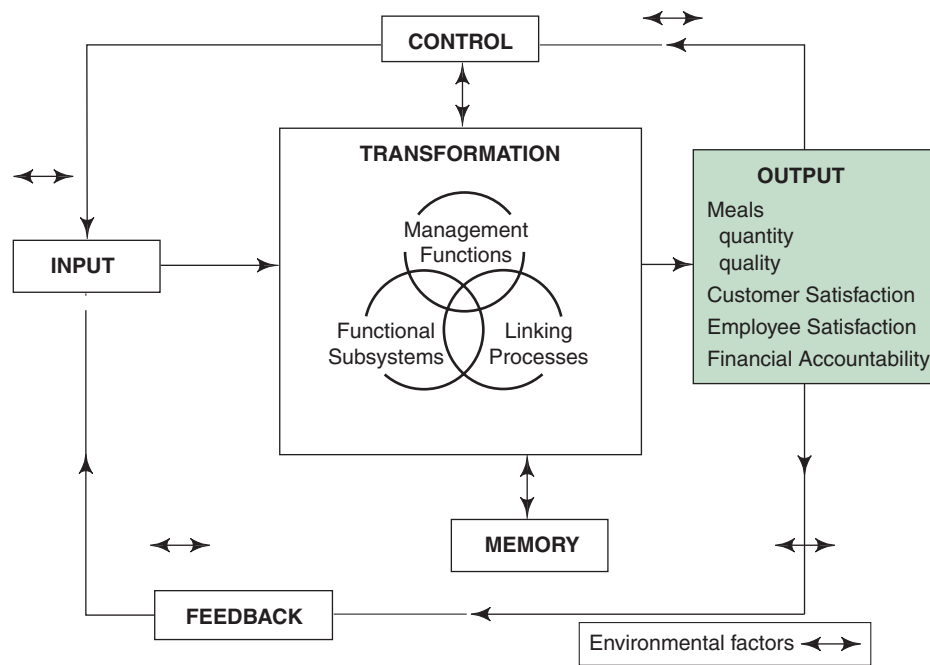 CONTROL
TRANSFORMATION
Management
Functions
Functional
Subsystems
Linking
Processes
INPUT
OUTPUT
Meals
quantity
quality
Customer Satisfaction
Employee Satisfaction
Financial Accountability
MEMORY
FEEDBACK
Environmental factors